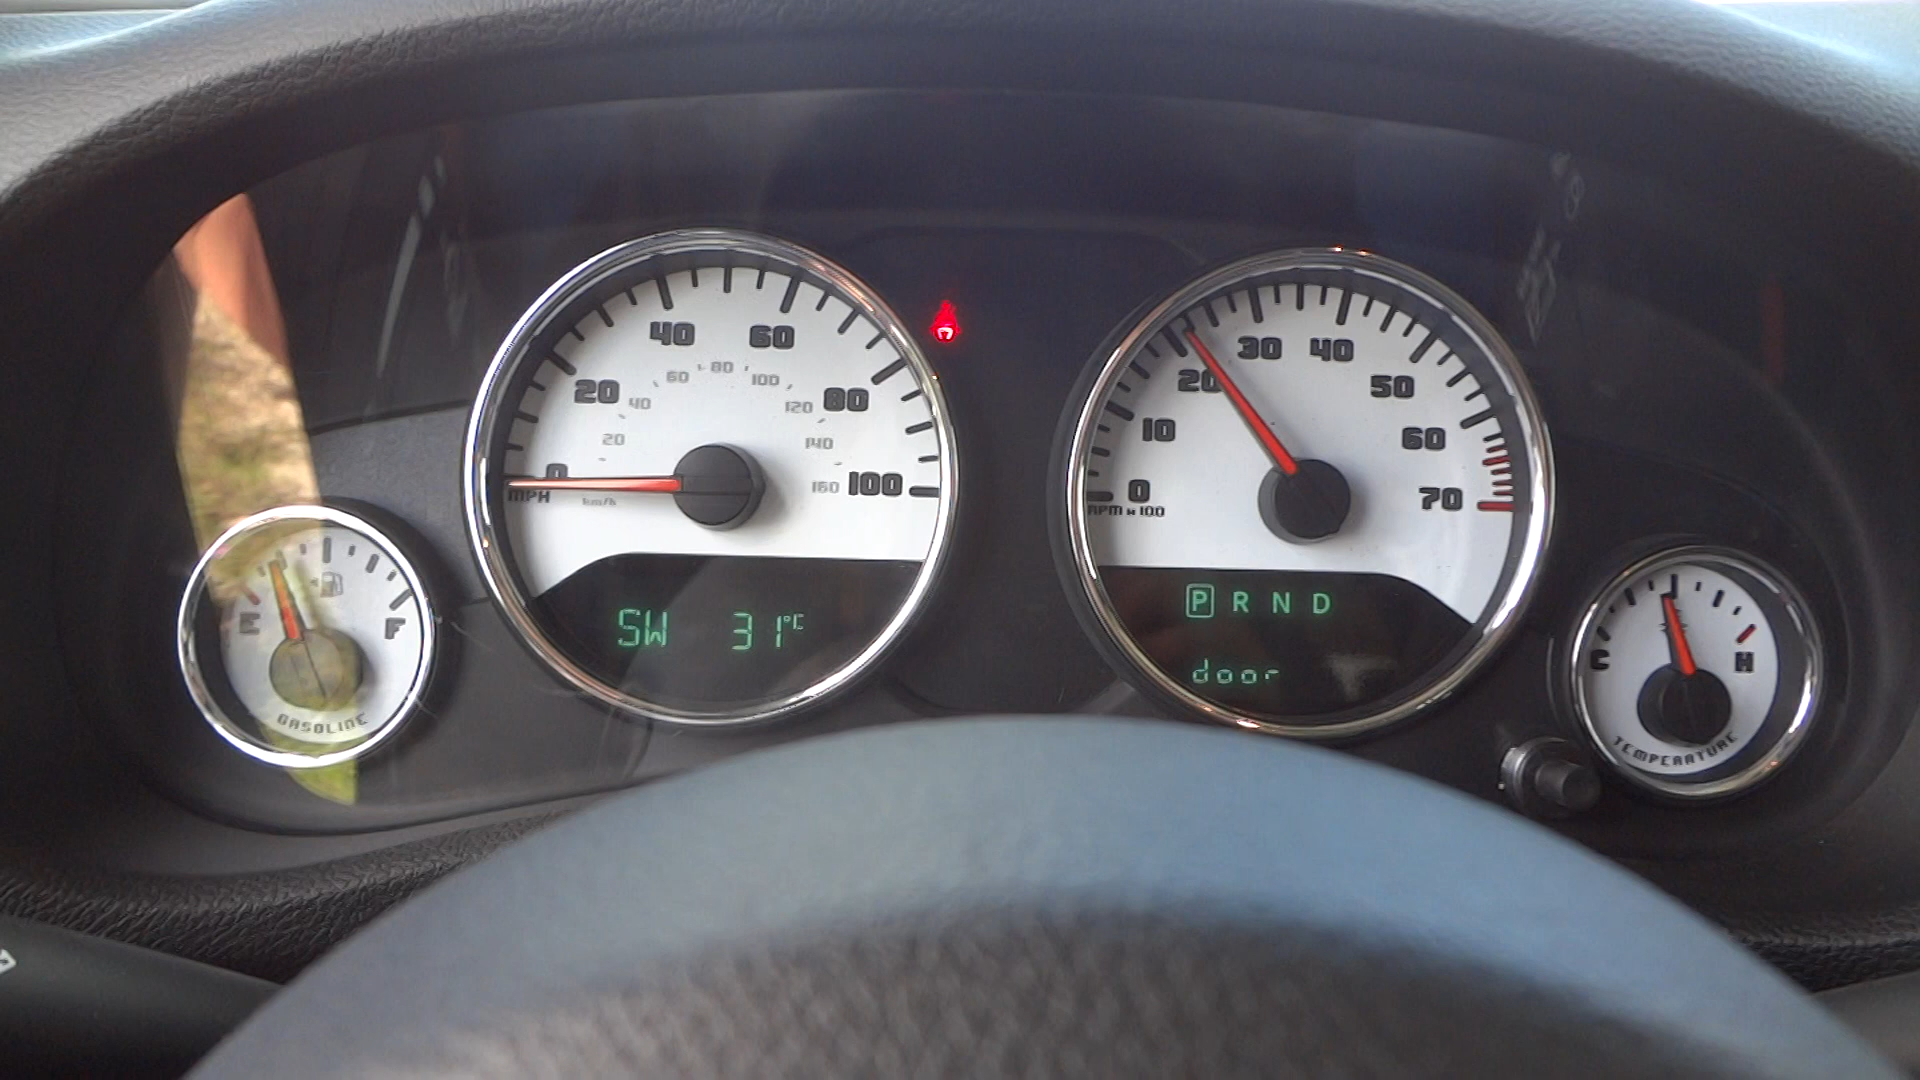 40 60
20 80
0 100
MPH km/h
20 40 60 80 100 120 140 160
SW 31°C
30 40
20 50
10 60
0 70
RPM x 100
P R N D
door
E F
GASOLINE
C H
TEMPERATURE